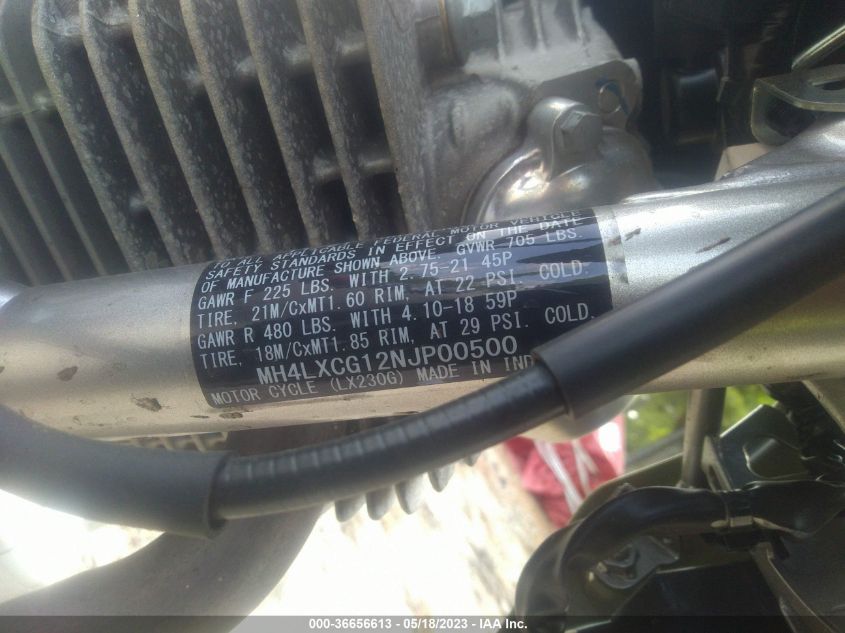 TO ALL APPLICABLE FEDERAL MOTOR VEHICLE
SAFETY STANDARDS IN EFFECT ON THE DATE
OF MANUFACTURE SHOWN ABOVE. GVWR 705 LBS
GAWR F 225 LBS. WITH 2.75-21 45P
TIRE, 21M/CxMT1.60 RIM, AT 22 PSI. COLD.
GAWR R 480 LBS. WITH 4.10-18 59P
TIRE, 18M/CxMT1.85 RIM, AT 29 PSI. COLD.
MH4LXCG12NJP00500
MOTOR CYCLE (LX230G) MADE IN IND
000-36656613 - 05/18/2023 - IAA Inc.